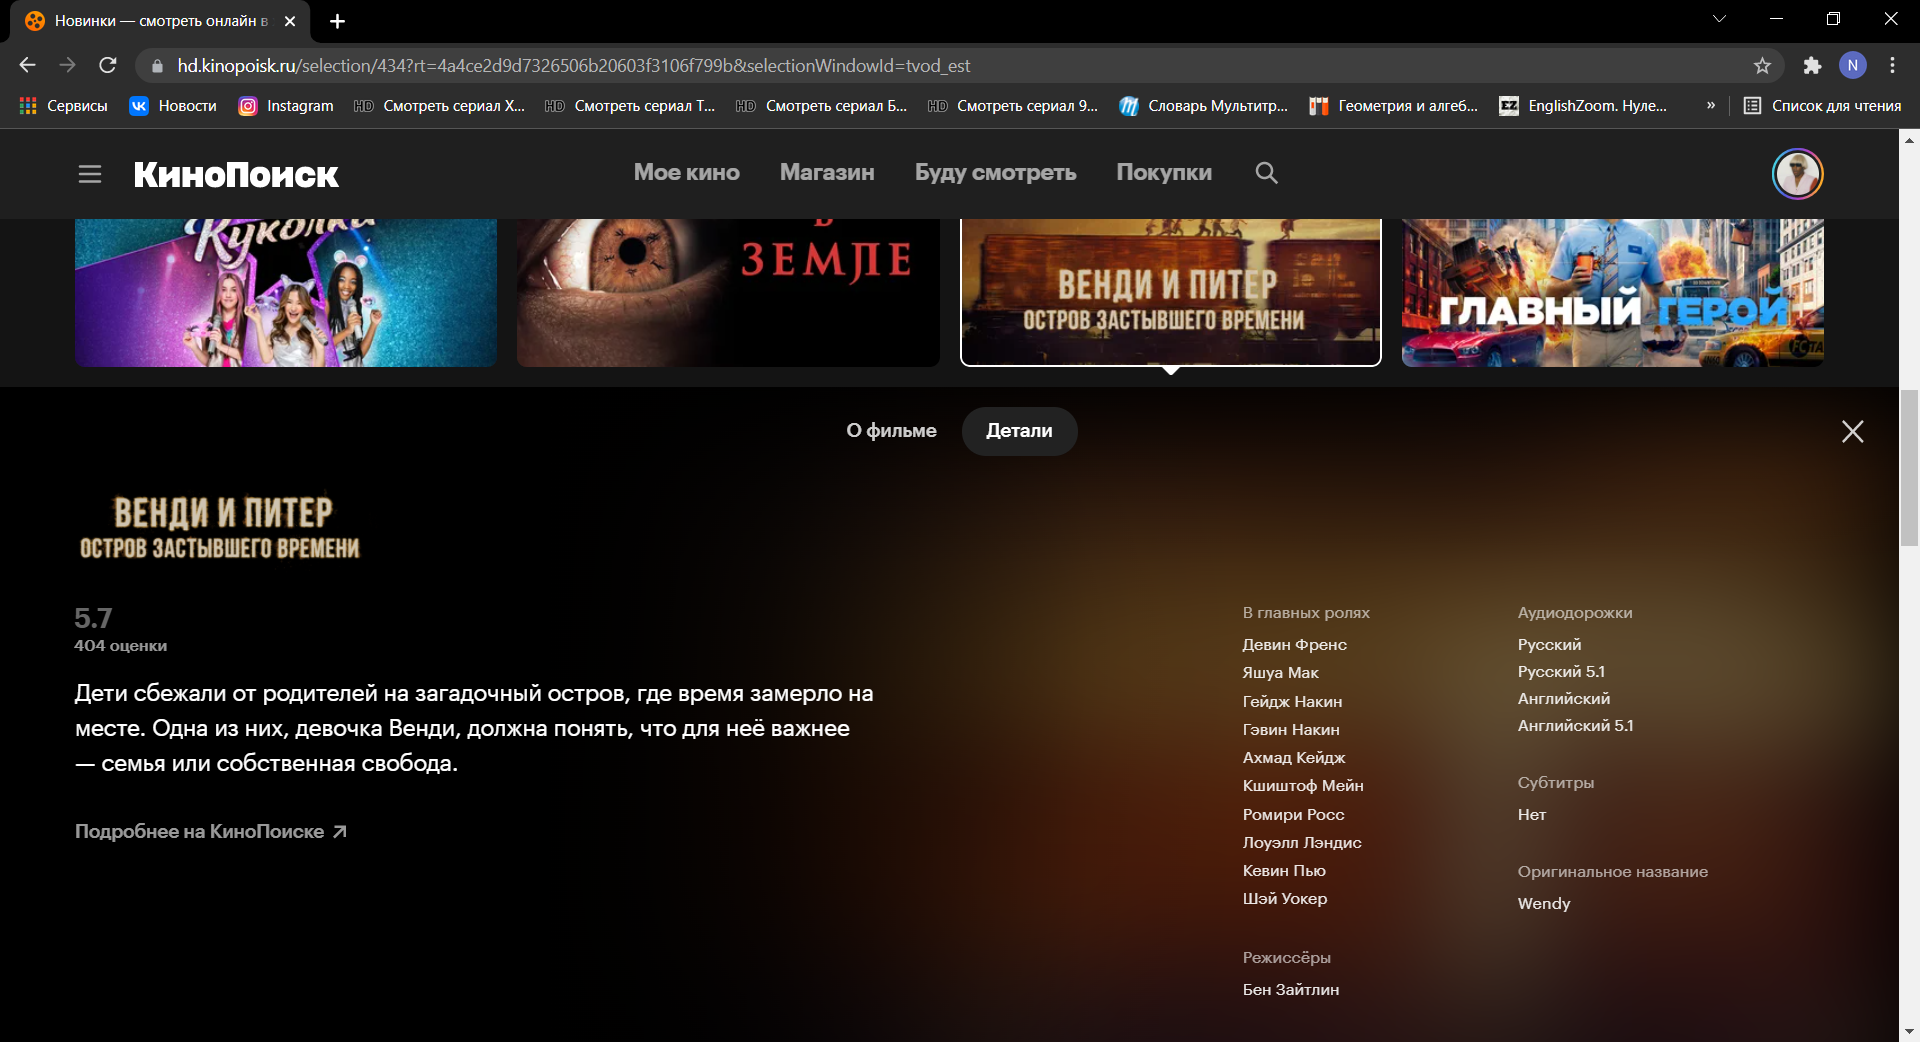 Новинки — смотреть онлайн в
hd.kinopoisk.ru/selection/434?rt=4a4ce2d9d7326506b20603f3106f799b&selectionWindowId=tvod_est
N
Сервисы Новости Instagram HD Смотреть сериал Х... HD Смотреть сериал Т... HD Смотреть сериал Б... HD Смотреть сериал 9... Словарь Мультитр... Геометрия и алгеб... EZ EnglishZoom. Нуле... » Список для чтения
КиноПоиск Мое кино Магазин Буду смотреть Покупки
Куколки
В
ЗЕМЛЕ
ВЕНДИ И ПИТЕР
ОСТРОВ ЗАСТЫВШЕГО ВРЕМЕНИ
ГЛАВНЫЙ ГЕРОЙ
О фильме Детали
ВЕНДИ И ПИТЕР
ОСТРОВ ЗАСТЫВШЕГО ВРЕМЕНИ
5.7
404 оценки
Дети сбежали от родителей на загадочный остров, где время замерло на
месте. Одна из них, девочка Венди, должна понять, что для неё важнее
— семья или собственная свобода.
Подробнее на КиноПоиске
В главных ролях
Девин Френс
Яшуа Мак
Гейдж Накин
Гэвин Накин
Ахмад Кейдж
Кшиштоф Мейн
Ромири Росс
Лоуэлл Лэндис
Кевин Пью
Шэй Уокер
Режиссёры
Бен Зайтлин
Аудиодорожки
Русский
Русский 5.1
Английский
Английский 5.1
Субтитры
Нет
Оригинальное название
Wendy